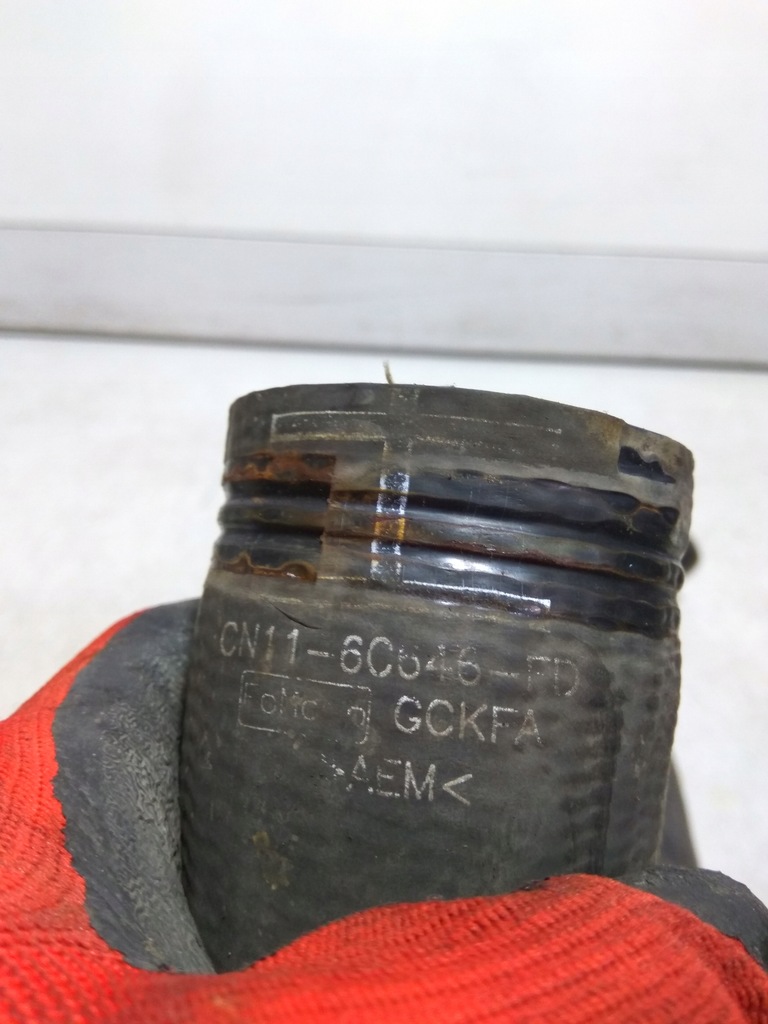 CN11-6C646-FD
FoMoCo GCKFA
>AEM<